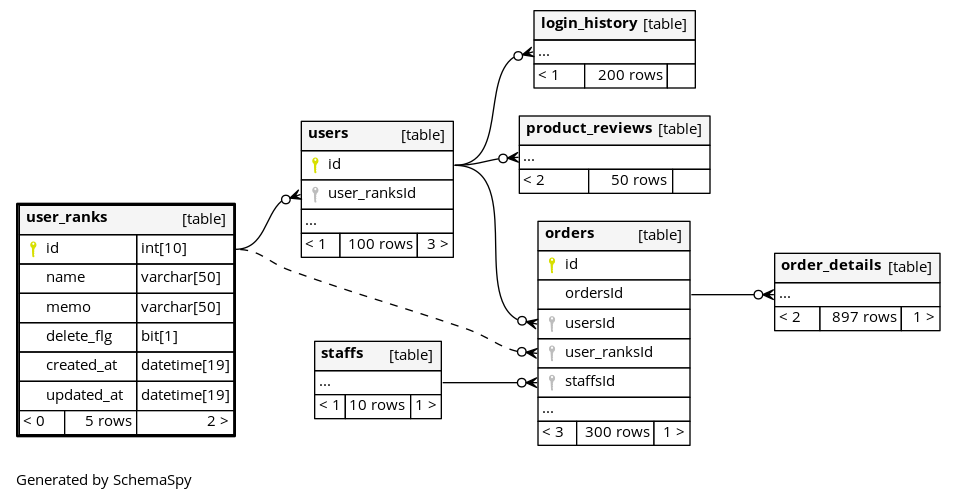 login_history [table]
...
< 1 200 rows
product_reviews [table]
...
< 2 50 rows
users [table]
id
user_ranksId
...
< 1 100 rows 3 >
user_ranks [table]
id int[10]
name varchar[50]
memo varchar[50]
delete_flg bit[1]
created_at datetime[19]
updated_at datetime[19]
< 0 5 rows 2 >
orders [table]
id
ordersId
usersId
user_ranksId
staffsId
...
< 3 300 rows 1 >
order_details [table]
...
< 2 897 rows 1 >
staffs [table]
...
< 1 10 rows 1 >
Generated by SchemaSpy